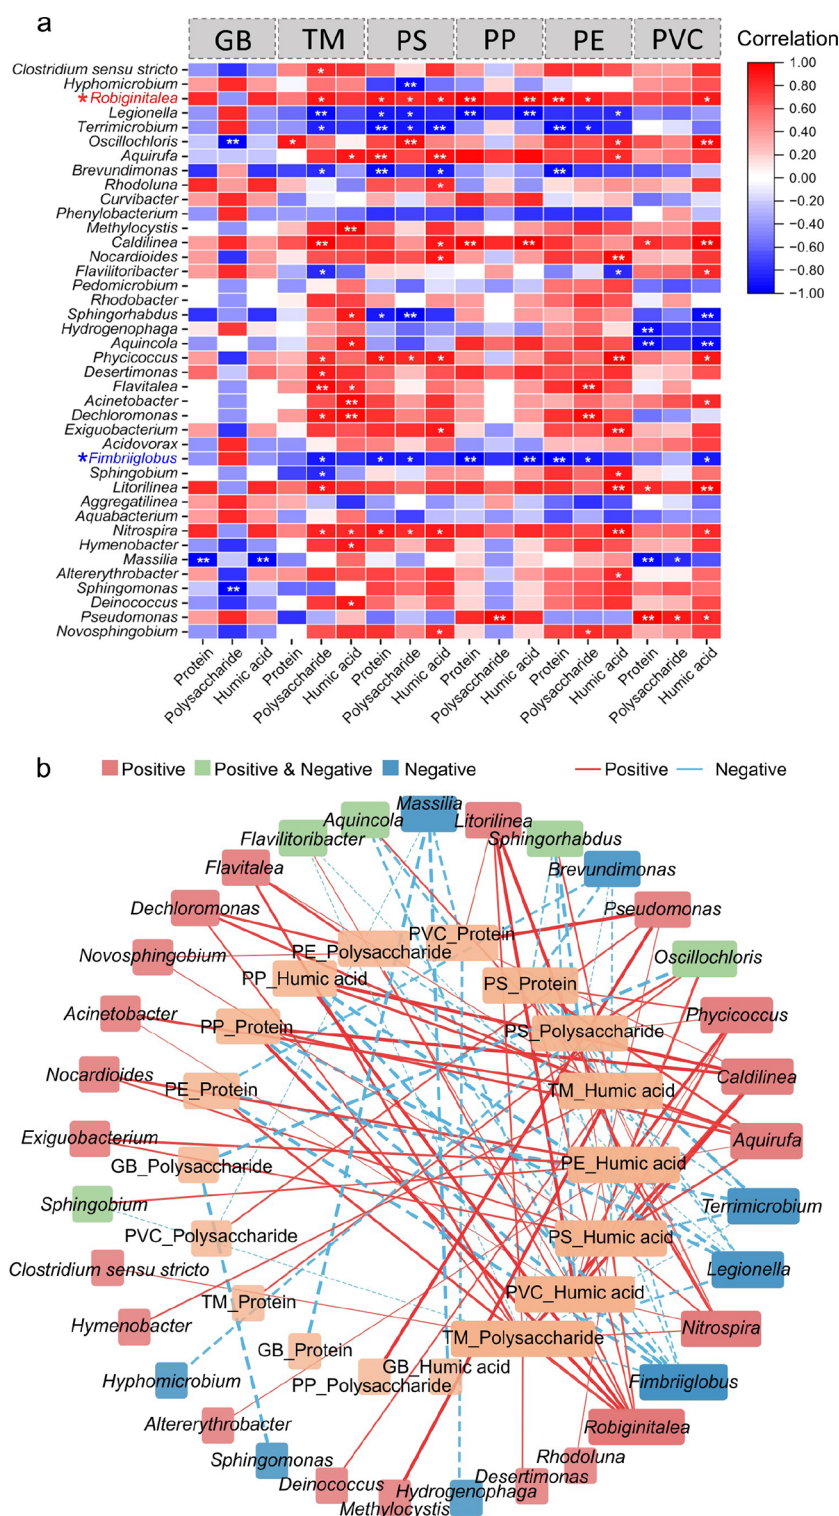 a
GB TM PS PP PE PVC
Correlation
Clostridium sensu stricto
Hyphomicrobium
*Robiginitalea
Legionella
Terrimicrobium
Oscillochloris
Aquirufa
Brevundimonas
Rhodoluna
Curvibacter
Phenylobacterium
Methylocystis
Caldilinea
Nocardioides
Flavilitoribacter
Pedomicrobium
Rhodobacter
Sphingorhabdus
Hydrogenophaga
Aquincola
Phycicoccus
Desertimonas
Flavitalea
Acinetobacter
Dechloromonas
Exiguobacterium
Acidovorax
*Fimbriiglobus
Sphingobium
Litorilinea
Aggregatilinea
Aquabacterium
Nitrospira
Hymenobacter
Massilia
Altererythrobacter
Sphingomonas
Deinococcus
Pseudomonas
Novosphingobium
1.00
0.80
0.60
0.40
0.20
0.00
−0.20
−0.40
−0.60
−0.80
−1.00
Protein Polysaccharide Humic acid Protein Polysaccharide Humic acid Protein Polysaccharide Humic acid Protein Polysaccharide Humic acid Protein Polysaccharide Humic acid Protein Polysaccharide Humic acid
b
Positive Positive & Negative Negative Positive Negative
Massilia
Aquincola
Litorilinea
Flavilitoribacter
Sphingorhabdus
Flavitalea
Brevundimonas
Dechloromonas
Pseudomonas
PVC_Protein
Novosphingobium
PE_Polysaccharide
Oscillochloris
PP_Humic acid
PS_Protein
Acinetobacter
Phycicoccus
PP_Protein
PS_Polysaccharide
Nocardioides
Caldilinea
PE_Protein
TM_Humic acid
Exiguobacterium
Aquirufa
GB_Polysaccharide
PE_Humic acid
Sphingobium
Terrimicrobium
PVC_Polysaccharide
PS_Humic acid
Clostridium sensu stricto
Legionella
TM_Protein
PVC_Humic acid
Hymenobacter
Nitrospira
GB_Protein
TM_Polysaccharide
GB_Humic acid
Hyphomicrobium
PP_Polysaccharide
Fimbriiglobus
Altererythrobacter
Robiginitalea
Sphingomonas
Rhodoluna
Deinococcus
Desertimonas
Hydrogenophaga
Methylocystis